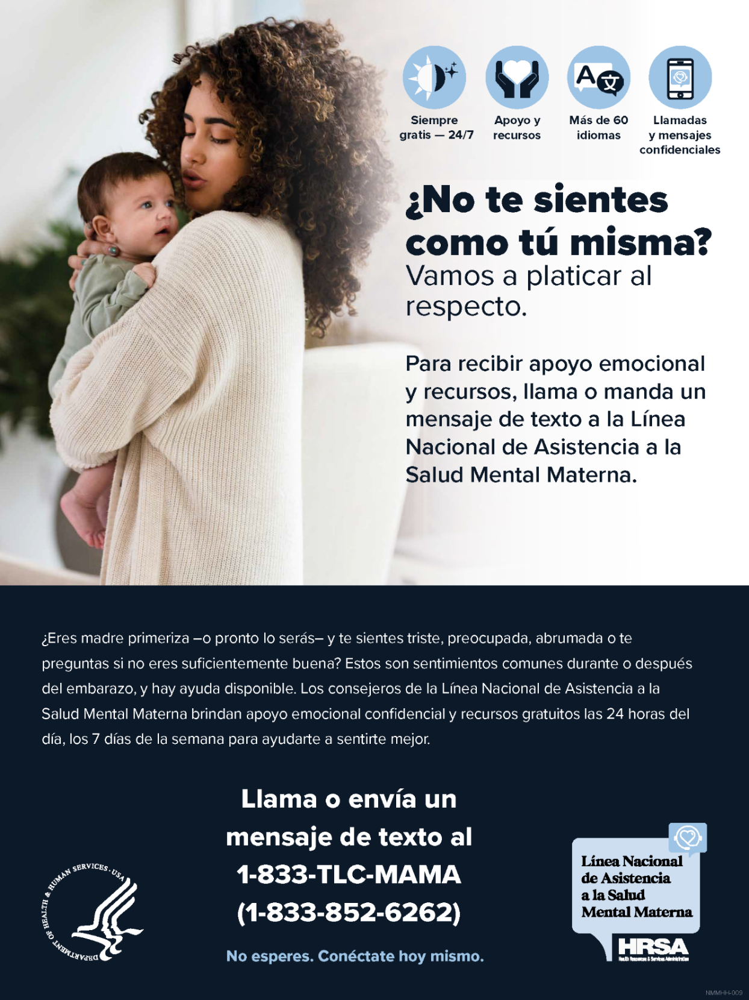 Siempre
gratis — 24/7
Apoyo y
recursos
Más de 60
idiomas
Llamadas
y mensajes
confidenciales
¿No te sientes
como tú misma?
Vamos a platicar al
respecto.
Para recibir apoyo emocional
y recursos, llama o manda un
mensaje de texto a la Línea
Nacional de Asistencia a la
Salud Mental Materna.
¿Eres madre primeriza –o pronto lo serás– y te sientes triste, preocupada, abrumada o te
preguntas si no eres suficientemente buena? Estos son sentimientos comunes durante o después
del embarazo, y hay ayuda disponible. Los consejeros de la Línea Nacional de Asistencia a la
Salud Mental Materna brindan apoyo emocional confidencial y recursos gratuitos las 24 horas del
día, los 7 días de la semana para ayudarte a sentirte mejor.
Llama o envía un
mensaje de texto al
1-833-TLC-MAMA
(1-833-852-6262)
No esperes. Conéctate hoy mismo.
DEPARTMENT OF HEALTH & HUMAN SERVICES · USA
Línea Nacional
de Asistencia
a la Salud
Mental Materna
HRSA
Health Resources & Services Administration
NMMHH-009